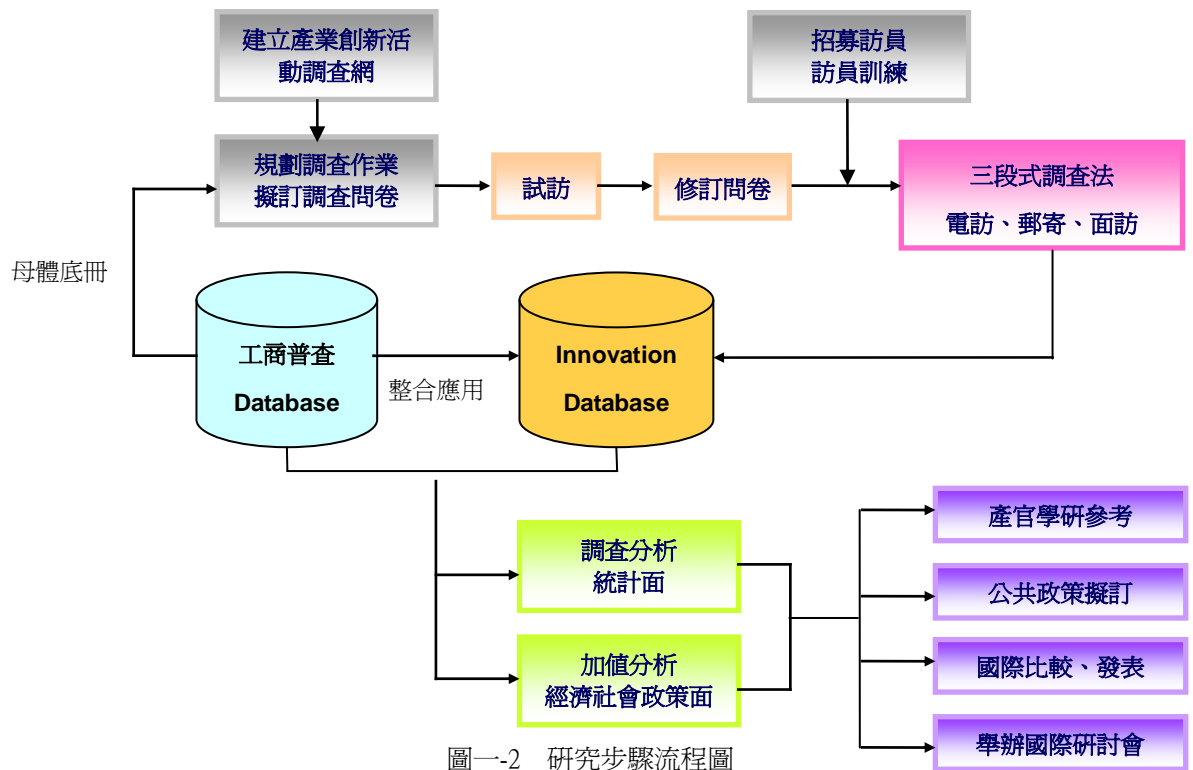 建立產業創新活
動調查網
招募訪員
訪員訓練
規劃調查作業
擬訂調查問卷
試訪
修訂問卷
三段式調查法
電訪、郵寄、面訪
母體底冊
工商普查
Database
整合應用
Innovation
Database
調查分析
統計面
加值分析
經濟社會政策面
產官學研參考
公共政策擬訂
國際比較、發表
舉辦國際研討會
圖一-2 研究步驟流程圖